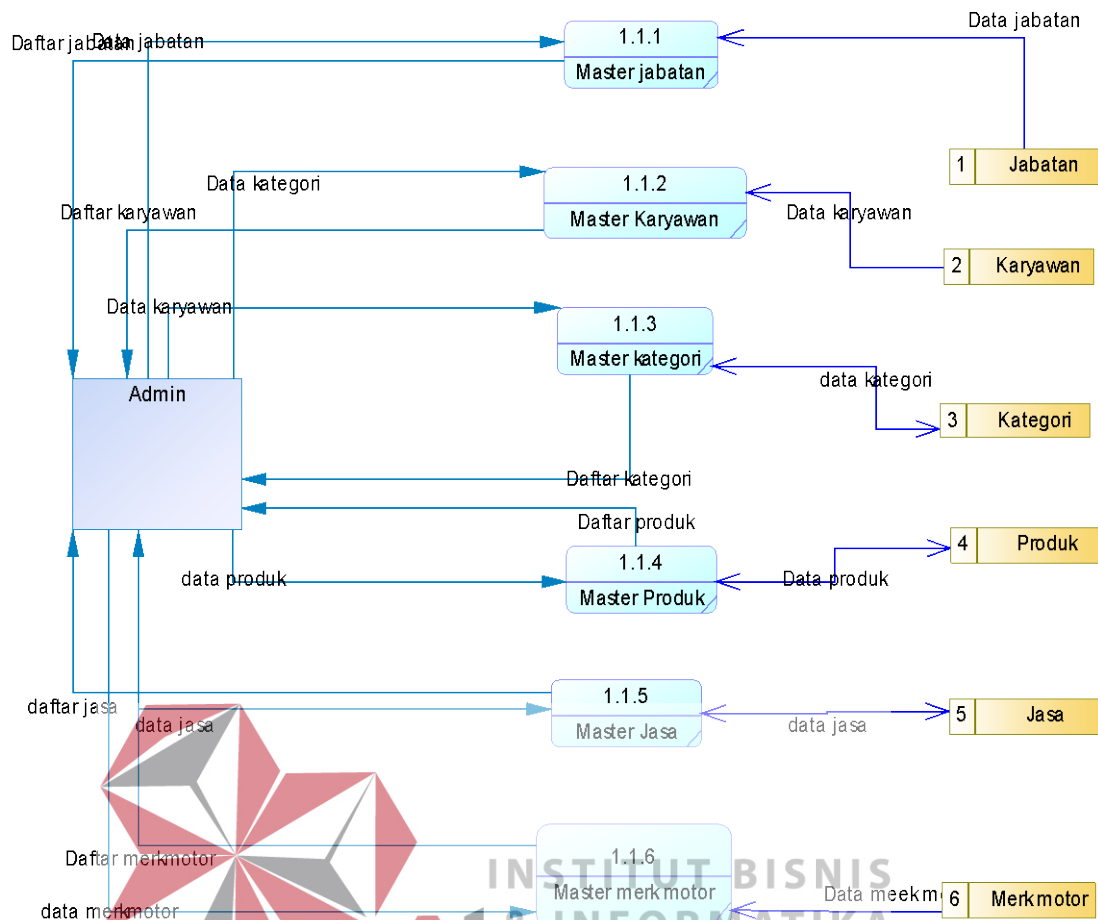 Data jabatan
Daftar jabatan
Data jabatan
1.1.1
Master jabatan
1 Jabatan
Data kategori
1.1.2
Master Karyawan
Daftar karyawan
Data karyawan
2 Karyawan
Data karyawan
1.1.3
Master kategori
data kategori
Admin
3 Kategori
Daftar kategori
Daftar produk
4 Produk
1.1.4
Master Produk
data produk
Data produk
1.1.5
Master Jasa
daftar jasa
data jasa
data jasa
5 Jasa
Daftar merkmotor
1.1.6
Master merkmotor
INSTITUT BISNIS
INFORMATIKA
Data meekm
6 Merkmotor
data merkmotor